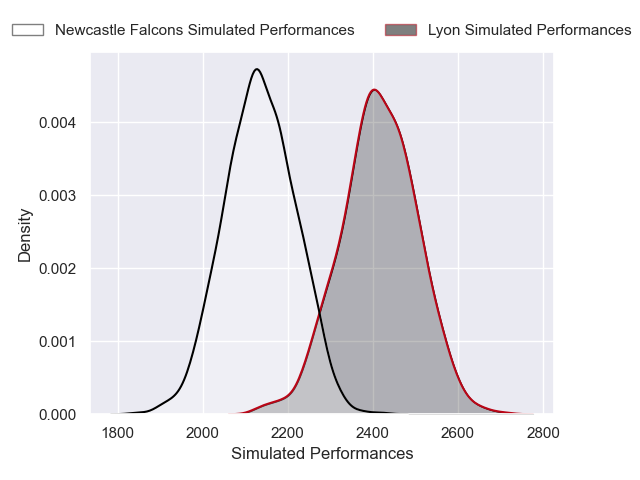 Newcastle Falcons Simulated Performances Lyon Simulated Performances
0.004
0.003
0.002
0.001
0.000
Density
1800 2000 2200 2400 2600 2800
Simulated Performances